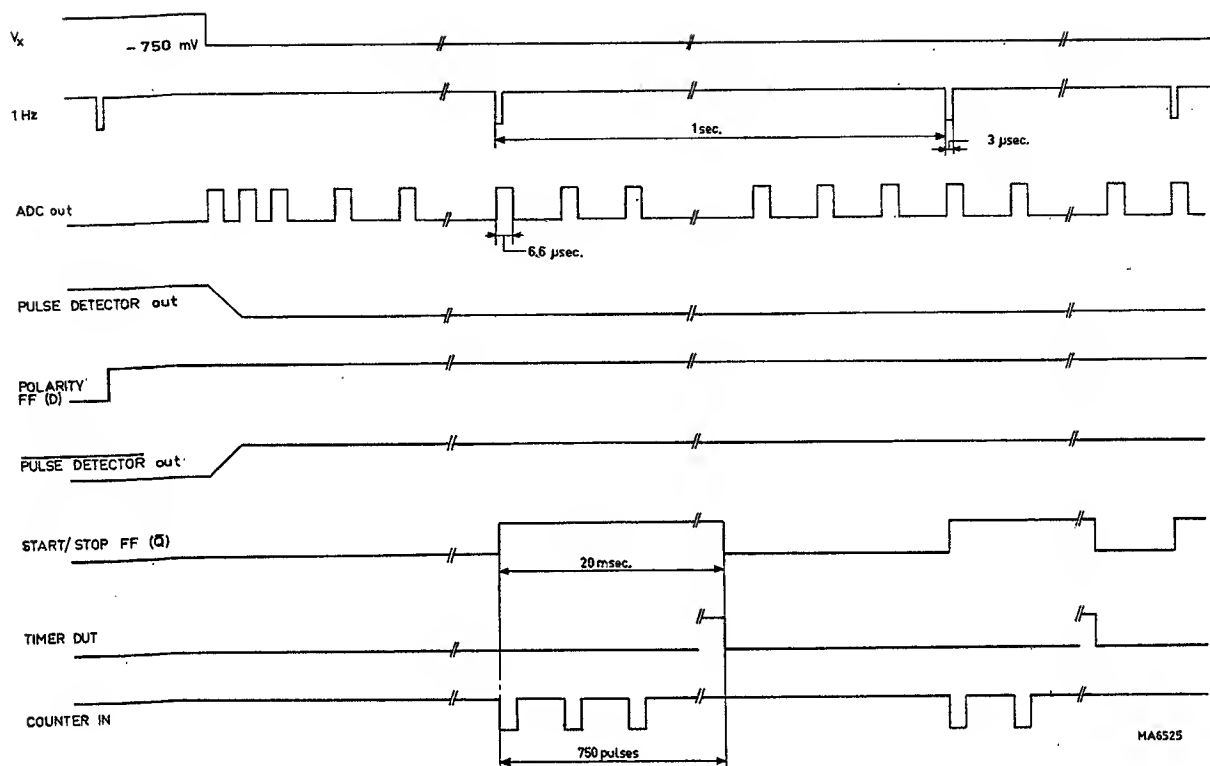 Vx
- 750 mV
1 Hz
1 sec.
3 µsec.
ADC out
6,6 µsec.
PULSE DETECTOR out
POLARITY
FF (D)
PULSE DETECTOR out
START/STOP FF (Q̄)
20 msec.
TIMER OUT
COUNTER IN
750 pulses
MA6525